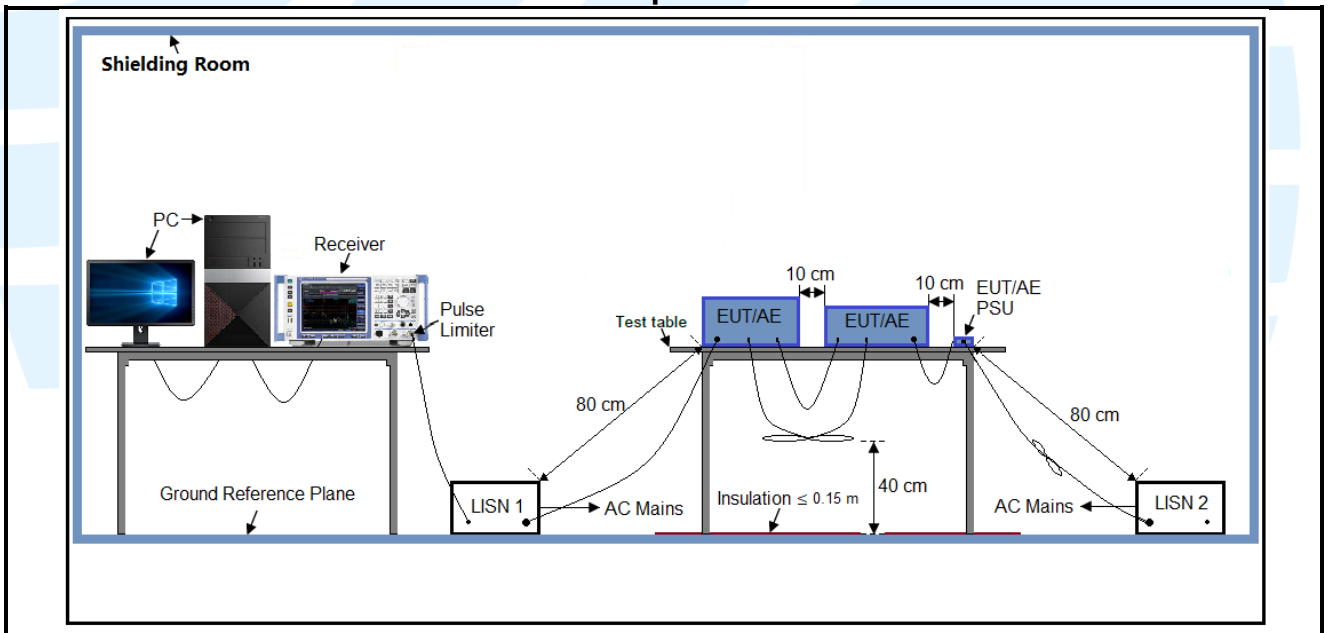 Shielding Room
PC
Receiver
Pulse
Limiter
10 cm
10 cm
EUT/AE
PSU
Test table
EUT/AE
EUT/AE
80 cm
80 cm
40 cm
Ground Reference Plane
LISN 1
AC Mains
Insulation ≤ 0.15 m
AC Mains
LISN 2